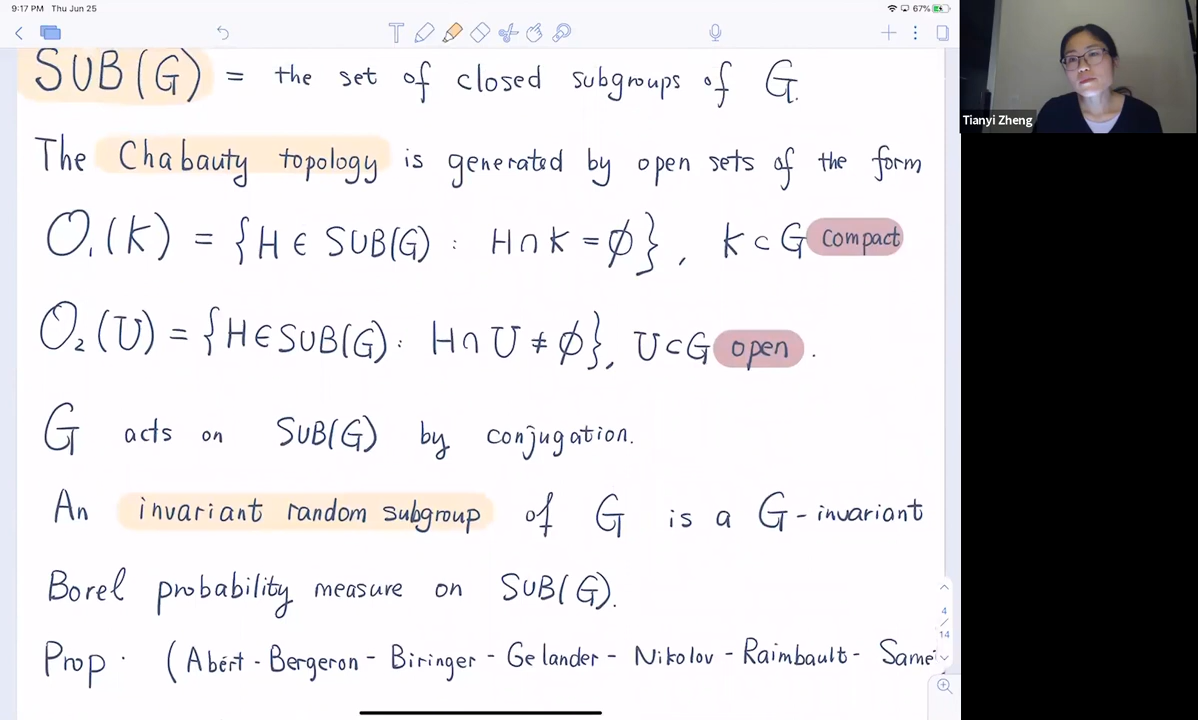 9:17 PM Thu Jun 25
67%
SUB(G) = the set of closed subgroups of G.
Tianyi Zheng
The Chabauty topology is generated by open sets of the form
O₁(K) = {H ∈ SUB(G) : H ∩ K = ∅}, K ⊂ G compact
O₂(U) = {H ∈ SUB(G) : H ∩ U ≠ ∅}, U ⊂ G open.
G acts on SUB(G) by conjugation.
An invariant random subgroup of G is a G-invariant
Borel probability measure on SUB(G).
4 / 14
Prop. (Abért - Bergeron - Biringer - Gelander - Nikolov - Raimbault - Same